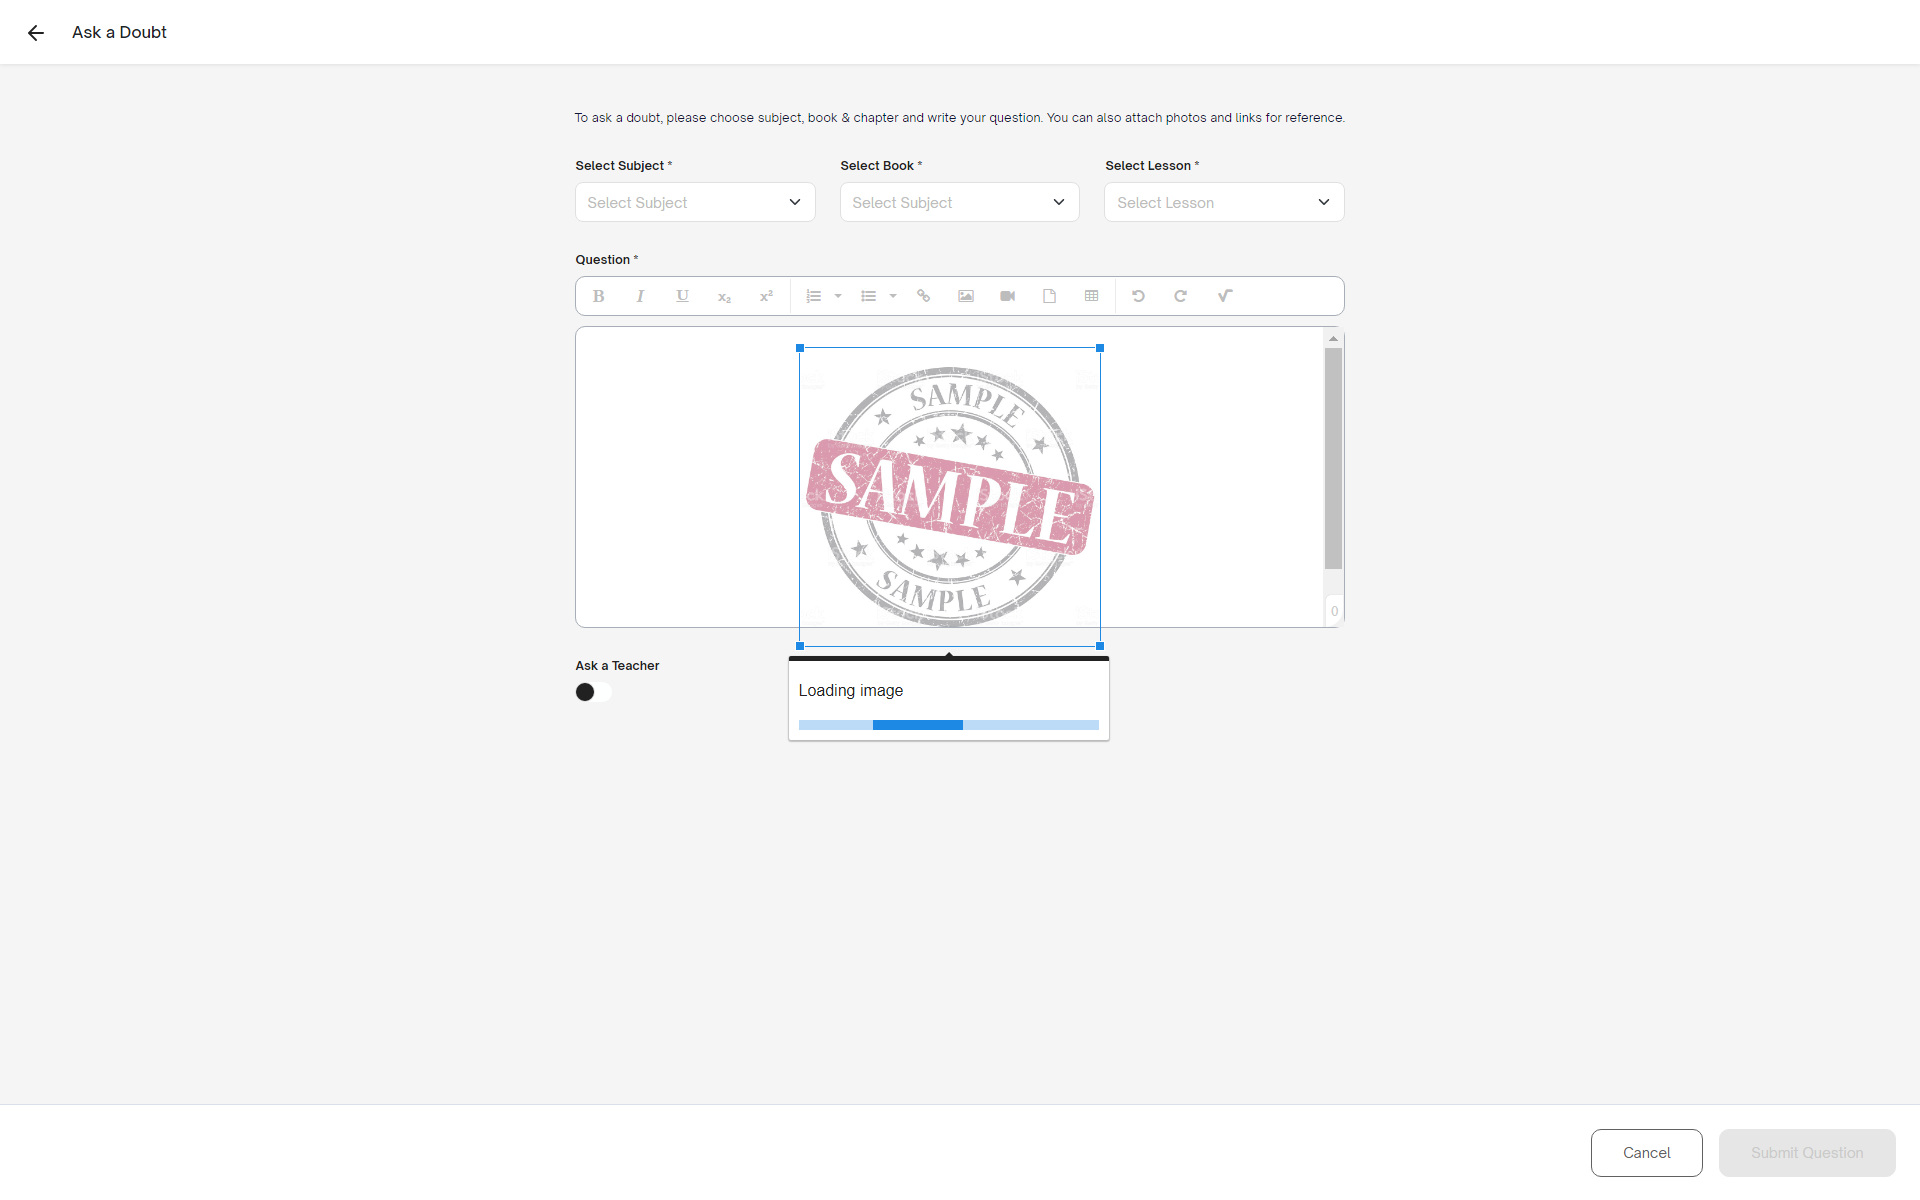 Ask a Doubt
To ask a doubt, please choose subject, book & chapter and write your question. You can also attach photos and links for reference.
Select Subject * Select Book * Select Lesson *
Select Subject Select Subject Select Lesson
Question *
B I U x₂ x²
SAMPLE
SAMPLE
SAMPLE
0
Ask a Teacher
Loading image
Cancel Submit Question